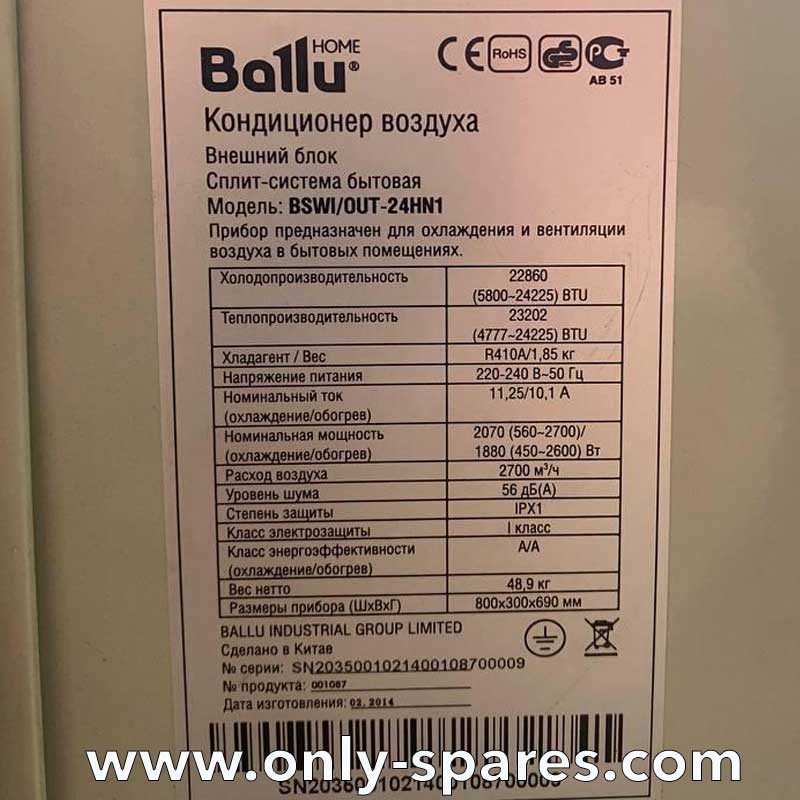 HOME
Ballu®
CE RoHS GS РСТ
АВ 51
Кондиционер воздуха
Внешний блок
Сплит-система бытовая
Модель: BSWI/OUT-24HN1
Прибор предназначен для охлаждения и вентиляции
воздуха в бытовых помещениях.
Холодопроизводительность 22860
(5800~24225) BTU
Теплопроизводительность 23202
(4777~24225) BTU
Хладагент / Вес R410A/1,85 кг
Напряжение питания 220-240 В~50 Гц
Номинальный ток 11,25/10,1 А
(охлаждение/обогрев)
Номинальная мощность 2070 (560~2700)/
(охлаждение/обогрев) 1880 (450~2600) Вт
Расход воздуха 2700 м³/ч
Уровень шума 56 дБ(А)
Степень защиты IPX1
Класс электрозащиты I класс
Класс энергоэффективности А/А
(охлаждение/обогрев)
Вес нетто 48,9 кг
Размеры прибора (ШхВхГ) 800х300х690 мм
BALLU INDUSTRIAL GROUP LIMITED
Сделано в Китае
№ серии: SN2035001021400108700009
№ продукта: 001087
Дата изготовления: 02. 2014
www.only-spares.com